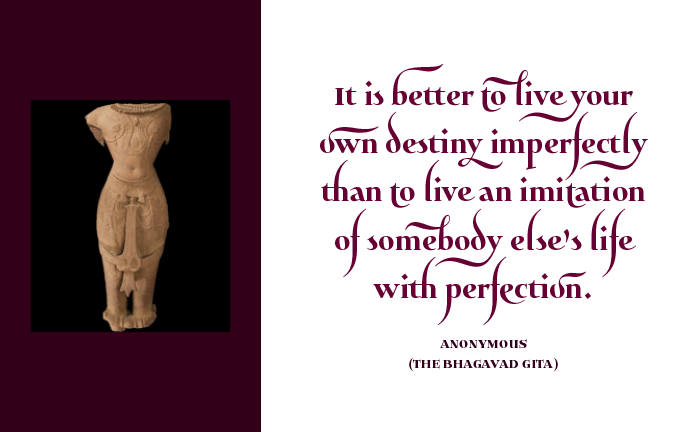 It is better to live your
own destiny imperfectly
than to live an imitation
of somebody else's life
with perfection.
ANONYMOUS
(THE BHAGAVAD GITA)